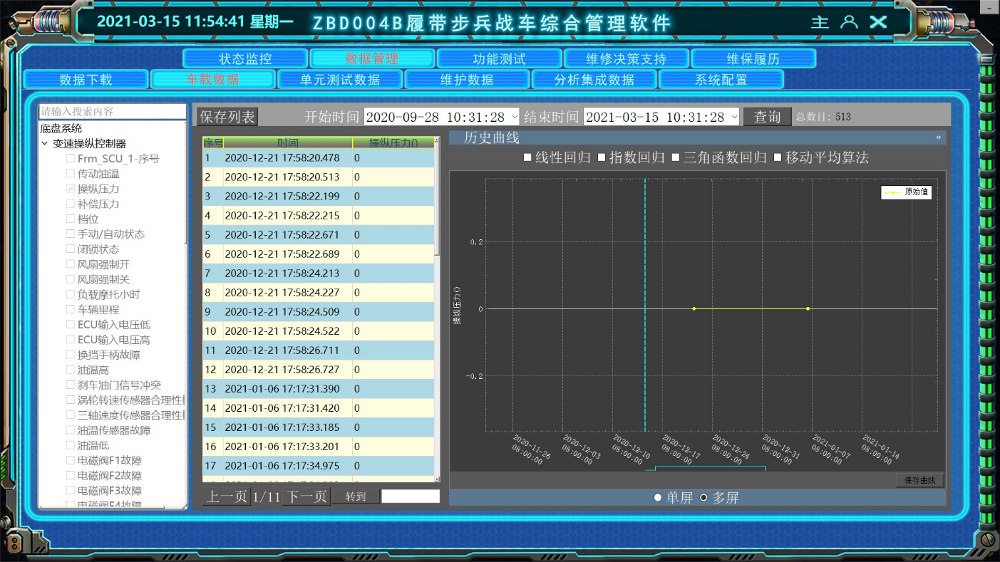 2021-03-15 11:54:41 星期一 ZBD004B履带步兵战车综合管理软件 主
状态监控 数据管理 功能测试 维修决策支持 维保履历
数据下载 车载数据 单元测试数据 维护数据 分析集成数据 系统配置
请输入搜索内容
底盘系统
变速操纵控制器
Frm_SCU_1-序号
传动油温
操纵压力
补偿压力
档位
手动/自动状态
闭锁状态
风扇强制开
风扇强制关
负载摩托小时
车辆里程
ECU输入电压低
ECU输入电压高
换挡手柄故障
油温高
刹车油门信号冲突
涡轮转速传感器合理性
三轴速度传感器合理性
油温传感器故障
油温低
电磁阀F1故障
电磁阀F2故障
电磁阀F3故障
电磁阀F4故障
保存列表 开始时间 2020-09-28 10:31:28 结束时间 2021-03-15 10:31:28 查询 总数目: 513
序号 时间 操纵压力()
1 2020-12-21 17:58:20.478 0
2 2020-12-21 17:58:20.513 0
3 2020-12-21 17:58:22.199 0
4 2020-12-21 17:58:22.215 0
5 2020-12-21 17:58:22.671 0
6 2020-12-21 17:58:22.689 0
7 2020-12-21 17:58:24.213 0
8 2020-12-21 17:58:24.227 0
9 2020-12-21 17:58:24.509 0
10 2020-12-21 17:58:24.522 0
11 2020-12-21 17:58:26.711 0
12 2020-12-21 17:58:26.727 0
13 2021-01-06 17:17:31.390 0
14 2021-01-06 17:17:31.420 0
15 2021-01-06 17:17:33.185 0
16 2021-01-06 17:17:33.201 0
17 2021-01-06 17:17:34.975 0
上一页 1/11 下一页 转到
历史曲线
线性回归 指数回归 三角函数回归 移动平均算法
原始值
操纵压力()
0.2
0
-0.2
2020-11-26 08:00:00
2020-12-03 08:00:00
2020-12-10 08:00:00
2020-12-17 08:00:00
2020-12-24 08:00:00
2020-12-31 08:00:00
2021-01-07 08:00:00
2021-01-14 08:00:00
保存曲线
单屏 多屏